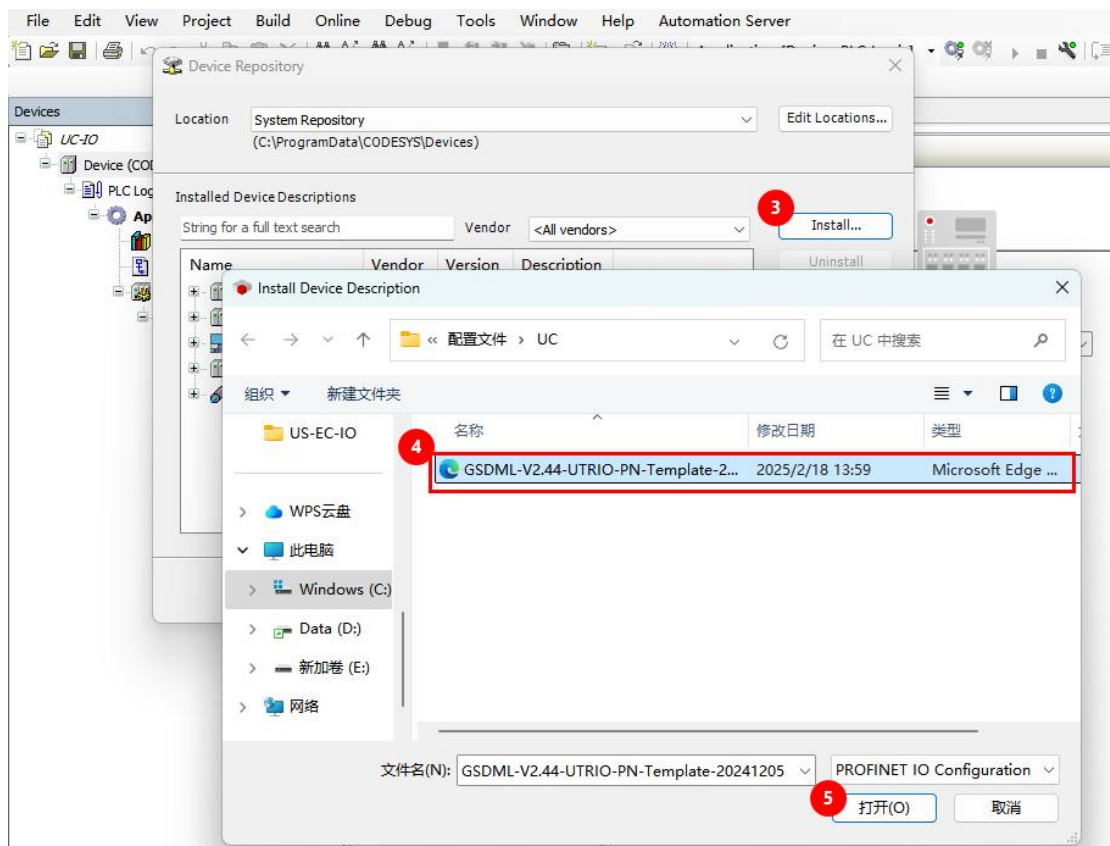 File Edit View Project Build Online Debug Tools Window Help Automation Server
Device Repository
Devices
Location System Repository Edit Locations...
(C:\ProgramData\CODESYS\Devices)
UC-IO
Device (COD
PLC Log
Installed Device Descriptions
3
Ap
String for a full text search Vendor <All vendors> Install...
Name Vendor Version Description Uninstall
Install Device Description
« 配置文件 › UC 在 UC 中搜索
组织 新建文件夹
US-EC-IO 名称 修改日期 类型
4
GSDML-V2.44-UTRIO-PN-Template-2... 2025/2/18 13:59 Microsoft Edge ...
WPS云盘
此电脑
Windows (C:)
Data (D:)
新加卷 (E:)
网络
文件名(N): GSDML-V2.44-UTRIO-PN-Template-20241205 PROFINET IO Configuration
5
打开(O) 取消